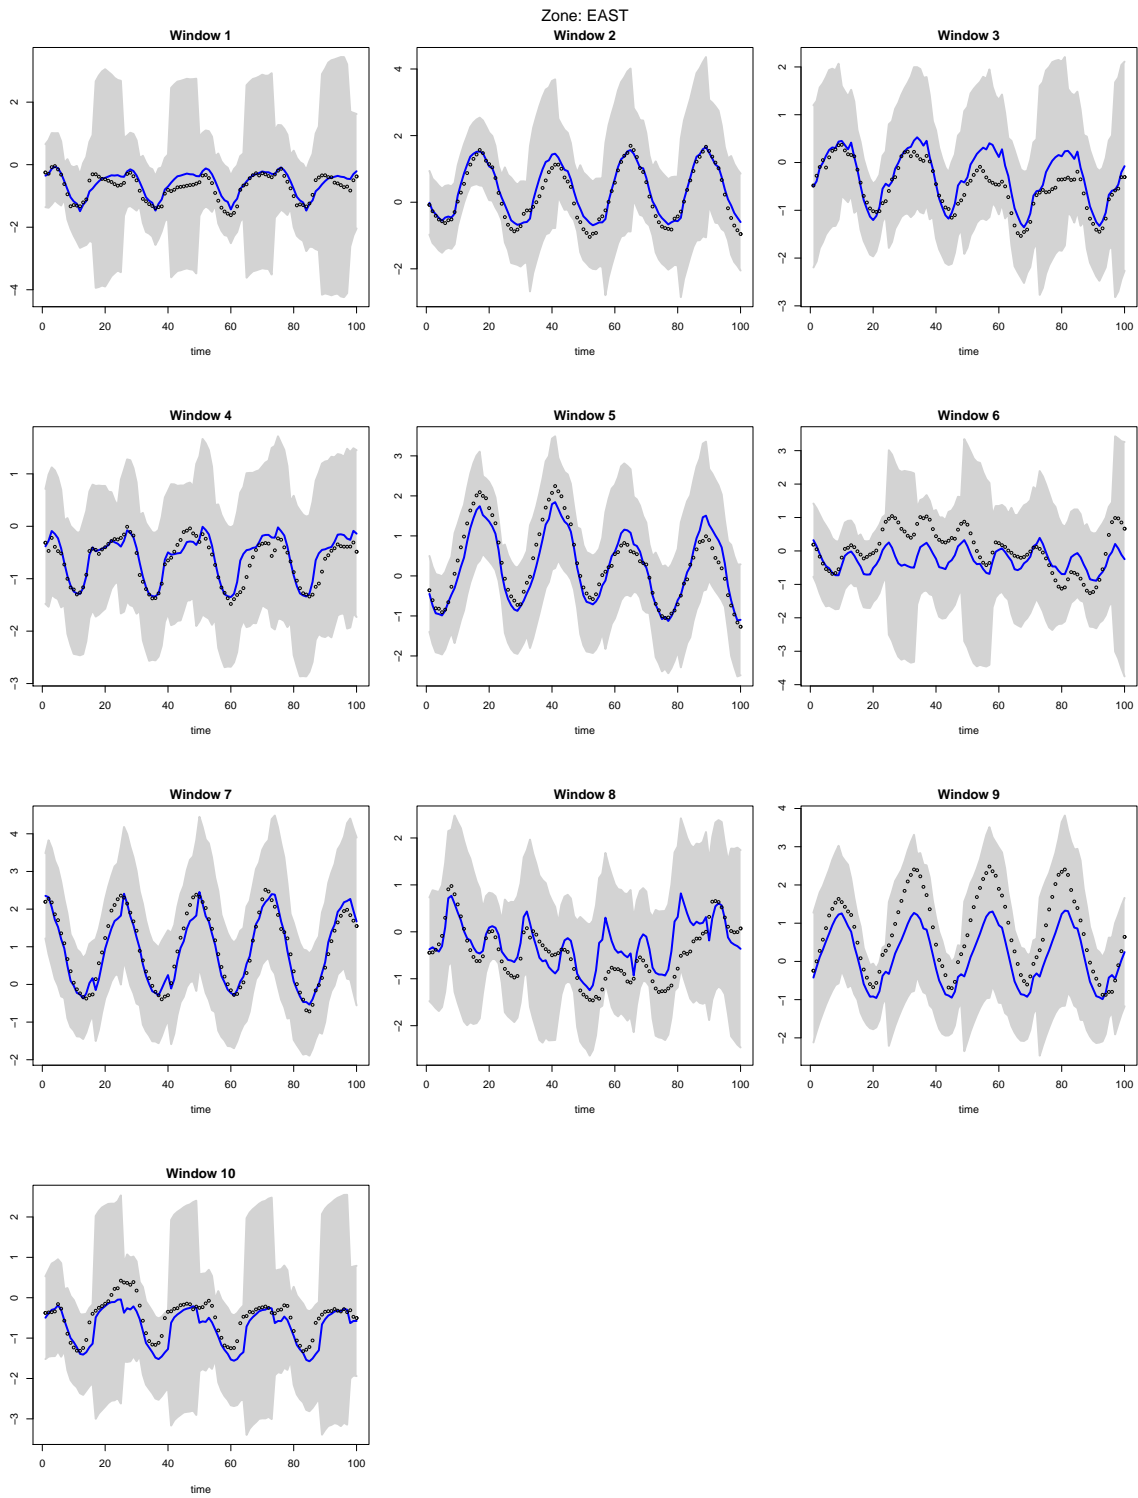 Zone: EAST
Window 1
Window 2
Window 3
−4 −2 0 2
0 20 40 60 80 100
time
−2 0 2 4
0 20 40 60 80 100
time
−3 −2 −1 0 1 2
0 20 40 60 80 100
time
Window 4
Window 5
Window 6
−3 −2 −1 0 1
0 20 40 60 80 100
time
−2 −1 0 1 2 3
0 20 40 60 80 100
time
−4 −3 −2 −1 0 1 2 3
0 20 40 60 80 100
time
Window 7
Window 8
Window 9
−2 −1 0 1 2 3 4
0 20 40 60 80 100
time
−2 −1 0 1 2
0 20 40 60 80 100
time
−2 −1 0 1 2 3 4
0 20 40 60 80 100
time
Window 10
−3 −2 −1 0 1 2
0 20 40 60 80 100
time